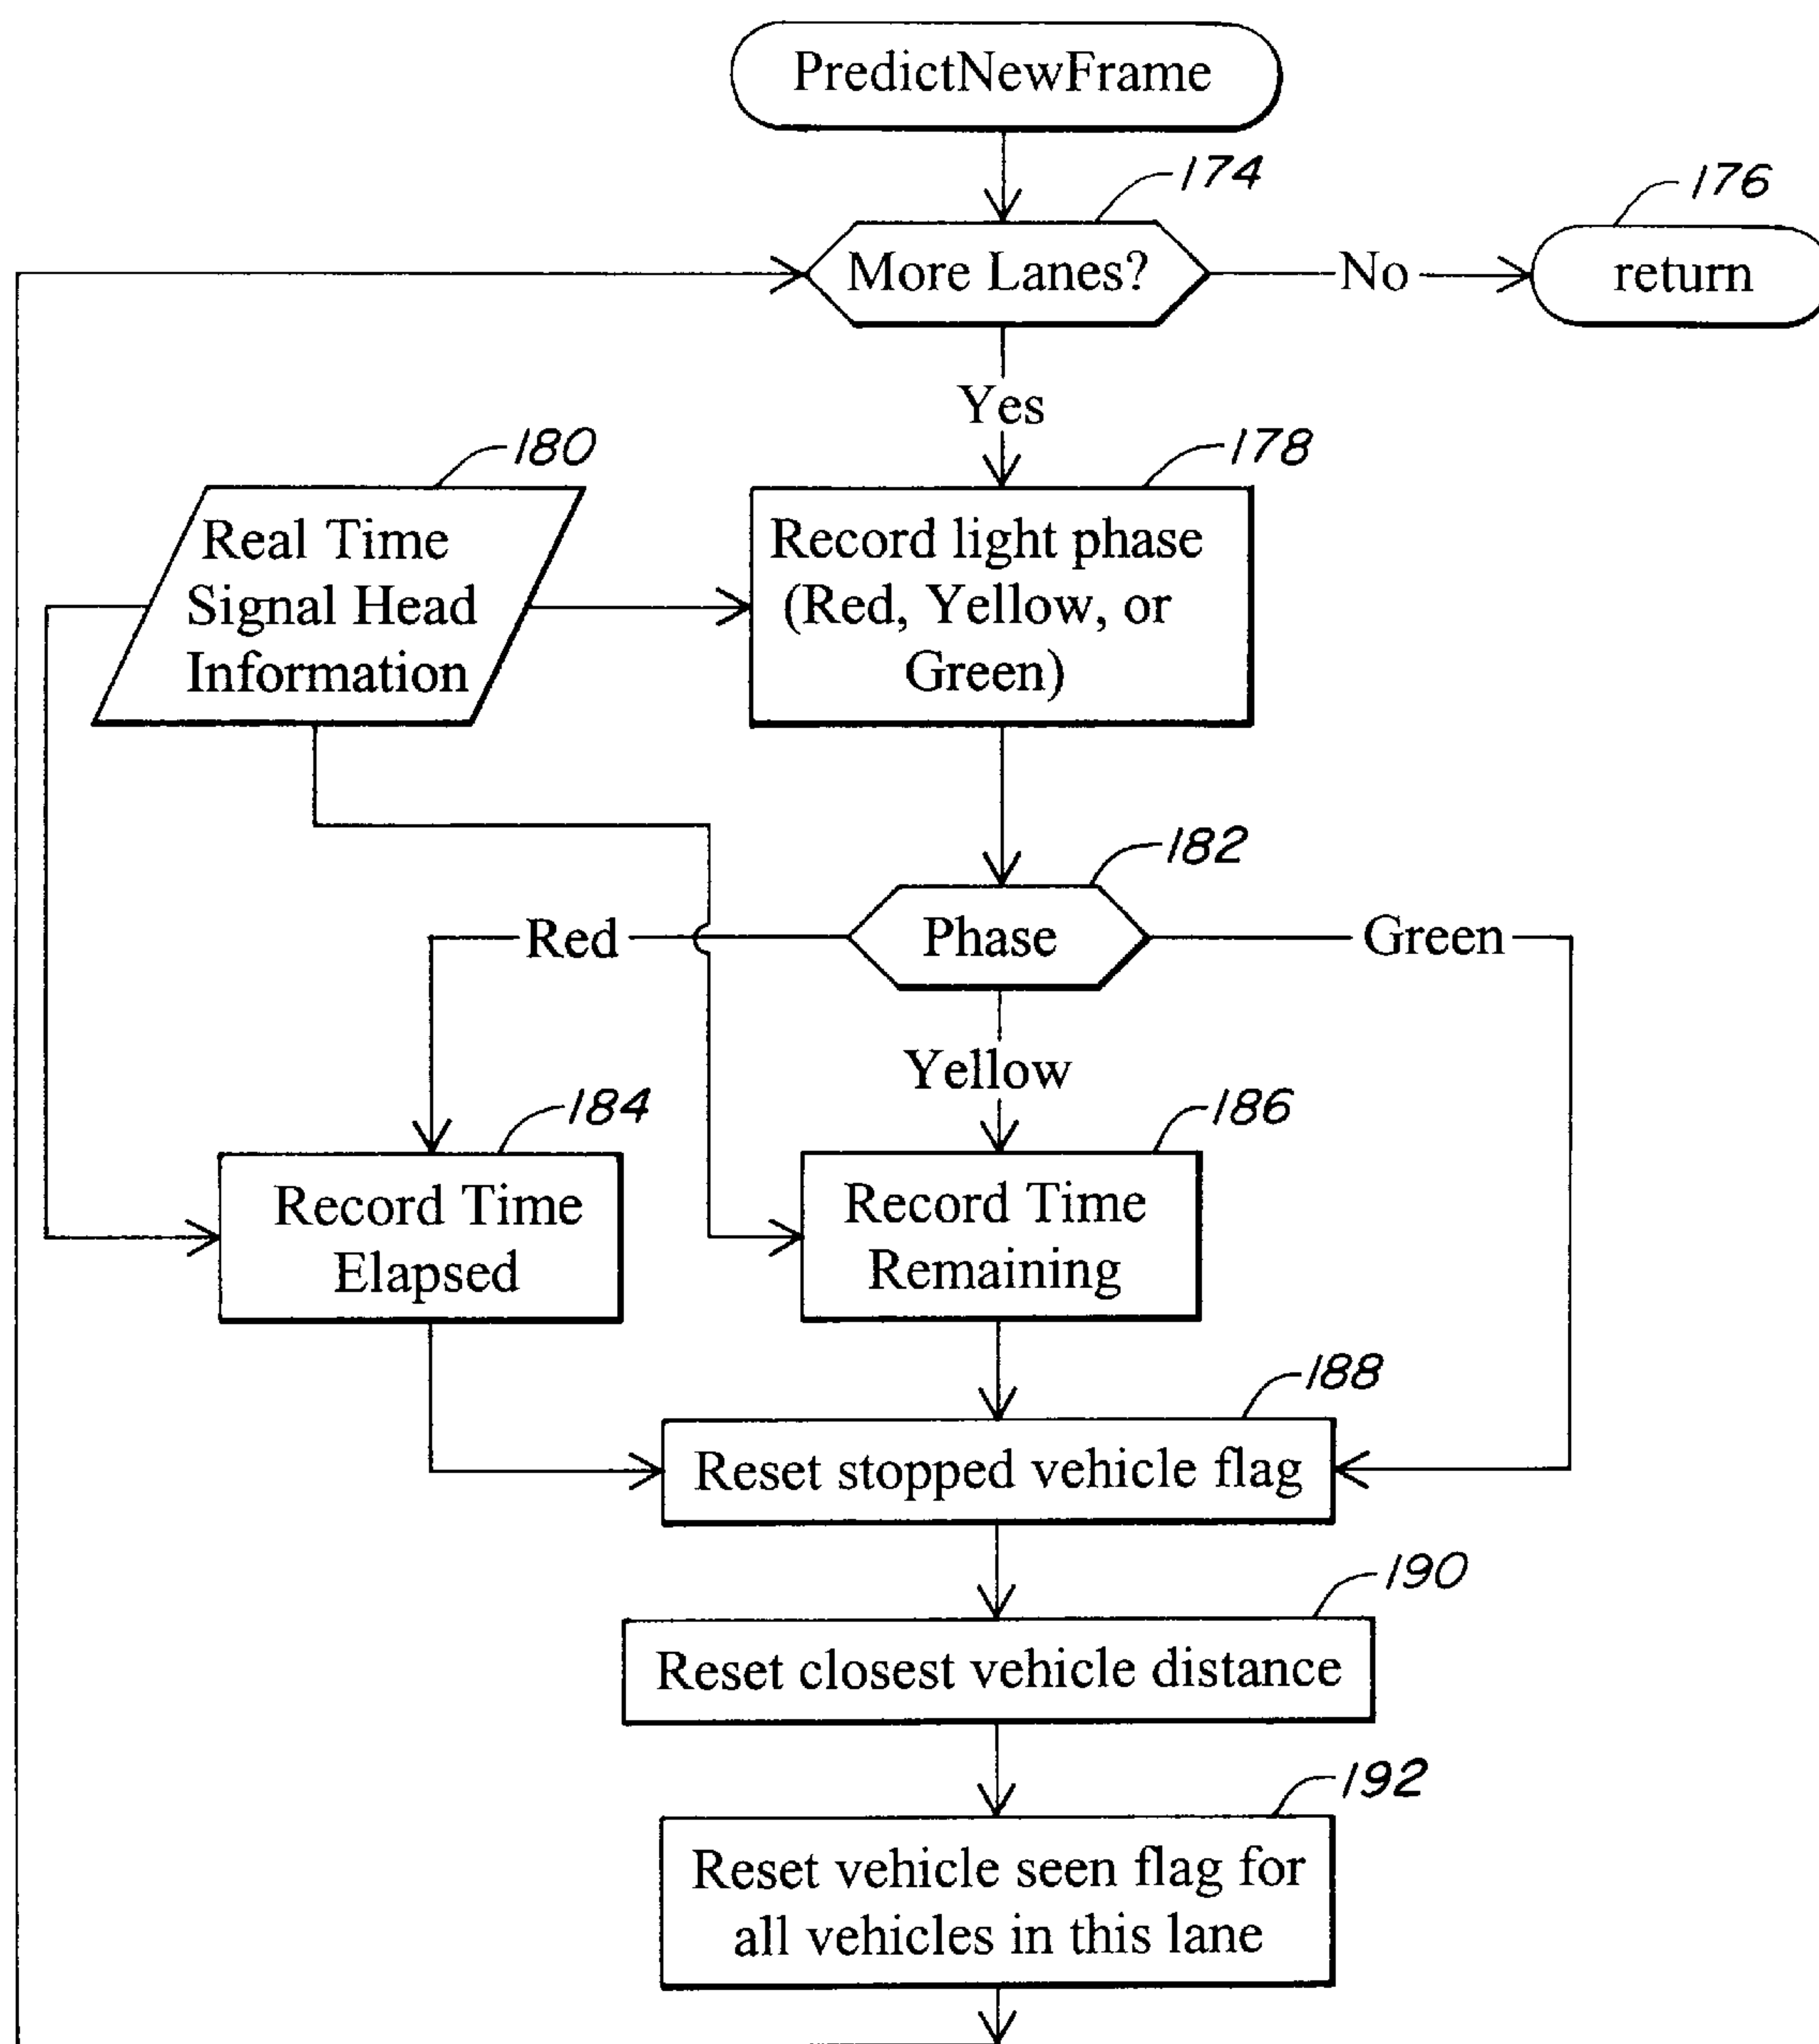 PredictNewFrame
174
176
More Lanes?
No
return
Yes
180
178
Real Time
Signal Head
Information
Record light phase
(Red, Yellow, or
Green)
182
Red
Phase
Green
Yellow
184
186
Record Time
Elapsed
Record Time
Remaining
188
Reset stopped vehicle flag
190
Reset closest vehicle distance
192
Reset vehicle seen flag for
all vehicles in this lane